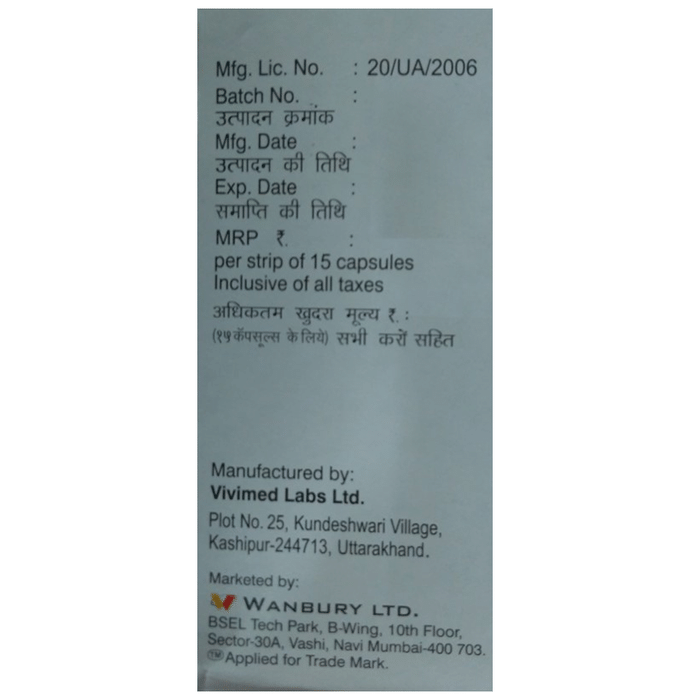 Mfg. Lic. No. : 20/UA/2006
Batch No. :
उत्पादन क्रमांक
Mfg. Date :
उत्पादन की तिथि
Exp. Date :
समाप्ति की तिथि
MRP ₹. :
per strip of 15 capsules
Inclusive of all taxes
अधिकतम खुदरा मूल्य ₹. :
(१५ कॅपसूल्स के लिये) सभी करों सहित
Manufactured by:
Vivimed Labs Ltd.
Plot No. 25, Kundeshwari Village,
Kashipur-244713, Uttarakhand.
Marketed by:
WANBURY LTD.
BSEL Tech Park, B-Wing, 10th Floor,
Sector-30A, Vashi, Navi Mumbai-400 703.
TM Applied for Trade Mark.